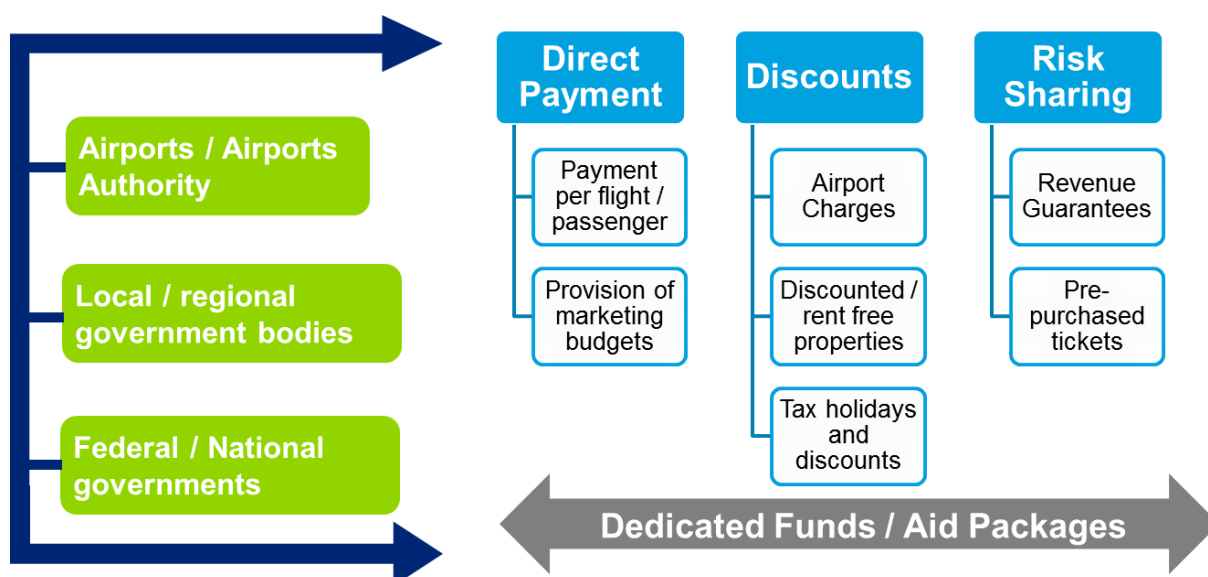 Airports / Airports
Authority
Local / regional
government bodies
Federal / National
governments
Direct
Payment
Payment
per flight /
passenger
Provision of
marketing
budgets
Discounts
Airport
Charges
Discounted /
rent free
properties
Tax holidays
and
discounts
Risk
Sharing
Revenue
Guarantees
Pre-
purchased
tickets
Dedicated Funds / Aid Packages